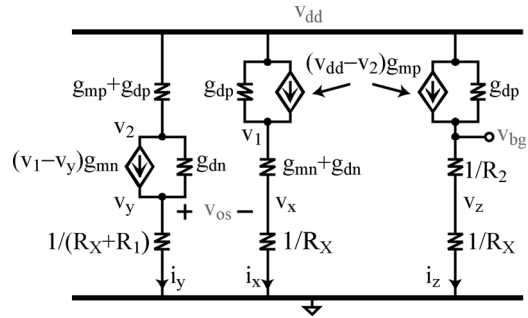 v_dd
g_mp+g_dp
g_dp
(v_dd−v_2)g_mp
g_dp
v_2
v_1
v_bg
(v_1−v_y)g_mn
g_dn
g_mn+g_dn
1/R_2
v_y
+ v_os −
v_x
v_z
1/(R_X+R_1)
1/R_X
1/R_X
i_y
i_x
i_z